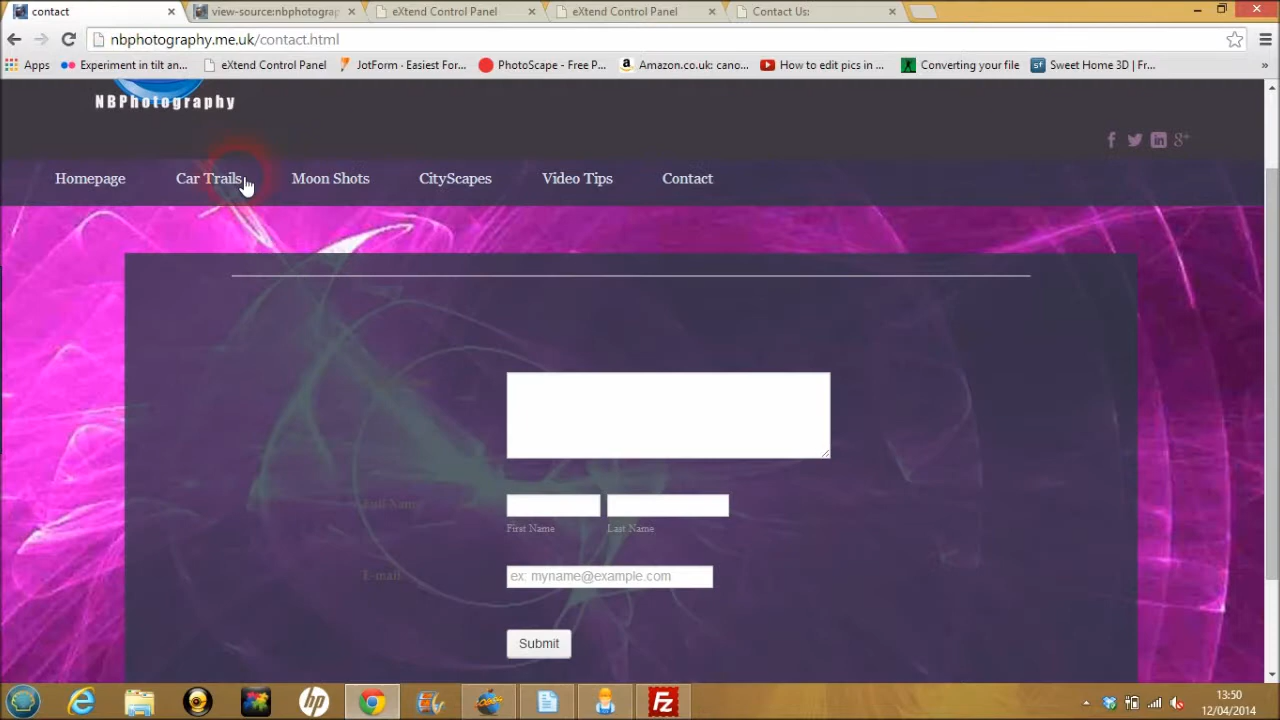 contact
view-source:nbphotograp
eXtend Control Panel
eXtend Control Panel
Contact Us:
nbphotography.me.uk/contact.html
Apps
Experiment in tilt an...
eXtend Control Panel
JotForm · Easiest For...
PhotoScape - Free P...
Amazon.co.uk: cano...
How to edit pics in ...
Converting your file
Sweet Home 3D | Fr...
»
NBPhotography
Homepage
Car Trails
Moon Shots
CityScapes
Video Tips
Contact
Full Name
First Name
Last Name
E-mail
ex: myname@example.com
Submit
13:50
12/04/2014